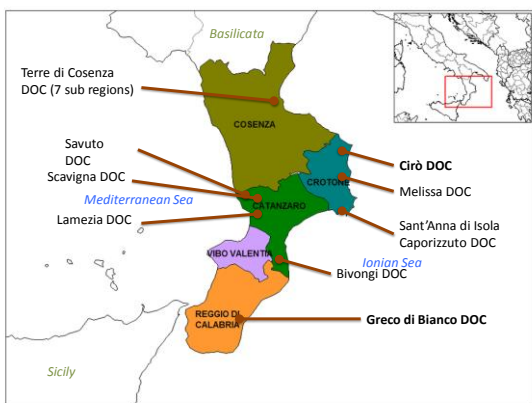 Basilicata
Terre di Cosenza
DOC (7 sub regions)
COSENZA
Savuto
DOC
Scavigna DOC
Mediterranean Sea
Lamezia DOC
CATANZARO
CROTONE
Cirò DOC
Melissa DOC
Sant'Anna di Isola
Caporizzuto DOC
Ionian Sea
VIBO VALENTIA
Bivongi DOC
REGGIO DI
CALABRIA
Greco di Bianco DOC
Sicily